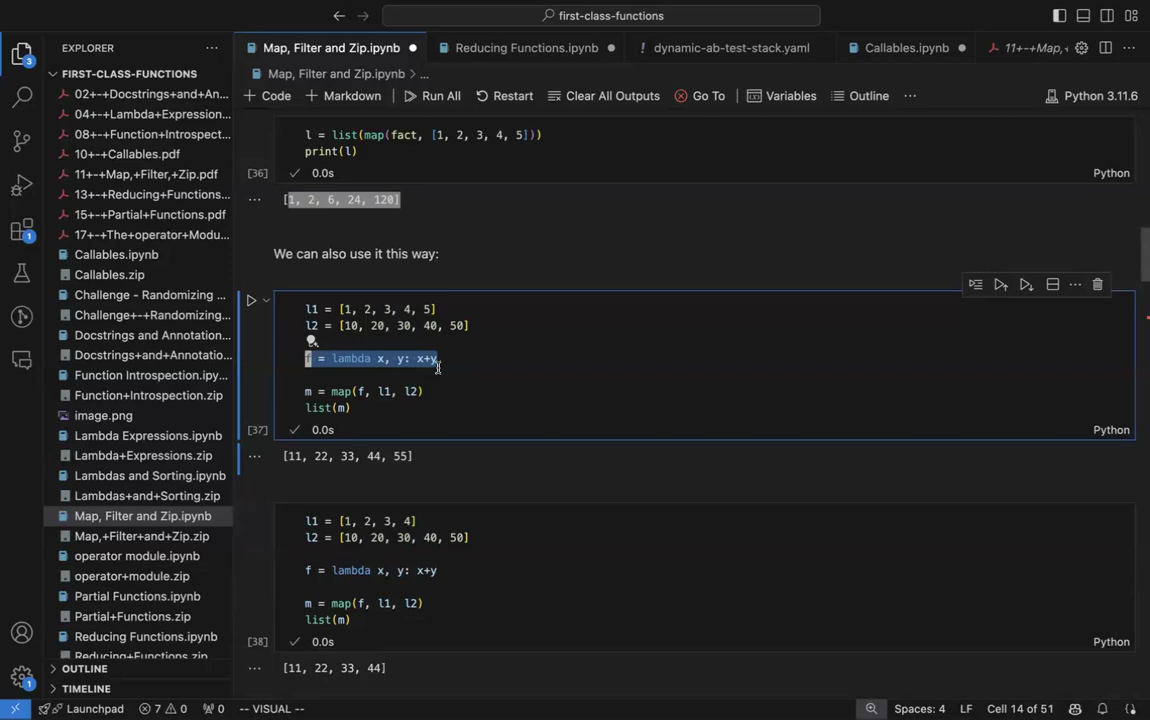 first-class-functions
EXPLORER
Map, Filter and Zip.ipynb
Reducing Functions.ipynb
dynamic-ab-test-stack.yaml
Callables.ipynb
11+-+Map,+F
FIRST-CLASS-FUNCTIONS
Map, Filter and Zip.ipynb > ...
Code
Markdown
Run All
Restart
Clear All Outputs
Go To
Variables
Outline
Python 3.11.6
02+-+Docstrings+and+An...
04+-+Lambda+Expression...
08+-+Function+Introspect...
10+-+Callables.pdf
11+-+Map,+Filter,+Zip.pdf
13+-+Reducing+Functions...
15+-+Partial+Functions.pdf
17+-+The+operator+Modu...
Callables.ipynb
Callables.zip
Challenge - Randomizing ...
Challenge+-+Randomizing...
Docstrings and Annotation...
Docstrings+and+Annotatio...
Function Introspection.ipy...
Function+Introspection.zip
image.png
Lambda Expressions.ipynb
Lambda+Expressions.zip
Lambdas and Sorting.ipynb
Lambdas+and+Sorting.zip
Map, Filter and Zip.ipynb
Map,+Filter+and+Zip.zip
operator module.ipynb
operator+module.zip
Partial Functions.ipynb
Partial+Functions.zip
Reducing Functions.ipynb
Reducing+Functions.zip
OUTLINE
TIMELINE
l = list(map(fact, [1, 2, 3, 4, 5]))
print(l)
[36]
0.0s
Python
[1, 2, 6, 24, 120]
We can also use it this way:
l1 = [1, 2, 3, 4, 5]
l2 = [10, 20, 30, 40, 50]
f = lambda x, y: x+y
m = map(f, l1, l2)
list(m)
[37]
0.0s
Python
[11, 22, 33, 44, 55]
l1 = [1, 2, 3, 4]
l2 = [10, 20, 30, 40, 50]
f = lambda x, y: x+y
m = map(f, l1, l2)
list(m)
[38]
0.0s
Python
[11, 22, 33, 44]
3
1
1
Launchpad
7
0
0
-- VISUAL --
Spaces: 4
LF
Cell 14 of 51